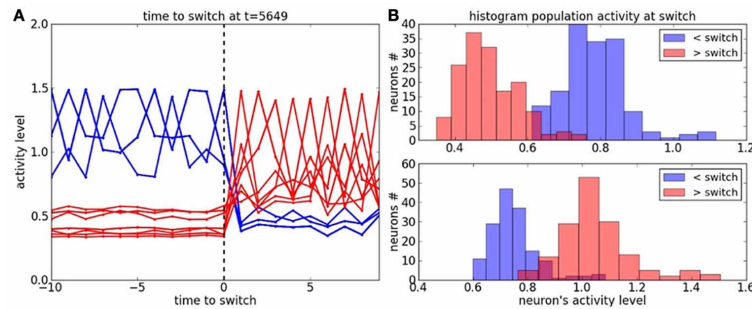 A
time to switch at t=5649
2.0
1.5
1.0
0.5
0.0
activity level
−10
−5
0
5
time to switch
B
histogram population activity at switch
40
35
30
25
20
15
10
5
0
neurons #
< switch
> switch
0.4
0.6
0.8
1.0
1.2
60
50
40
30
20
10
0
neurons #
< switch
> switch
0.4
0.6
0.8
1.0
1.2
1.4
1.6
neuron's activity level